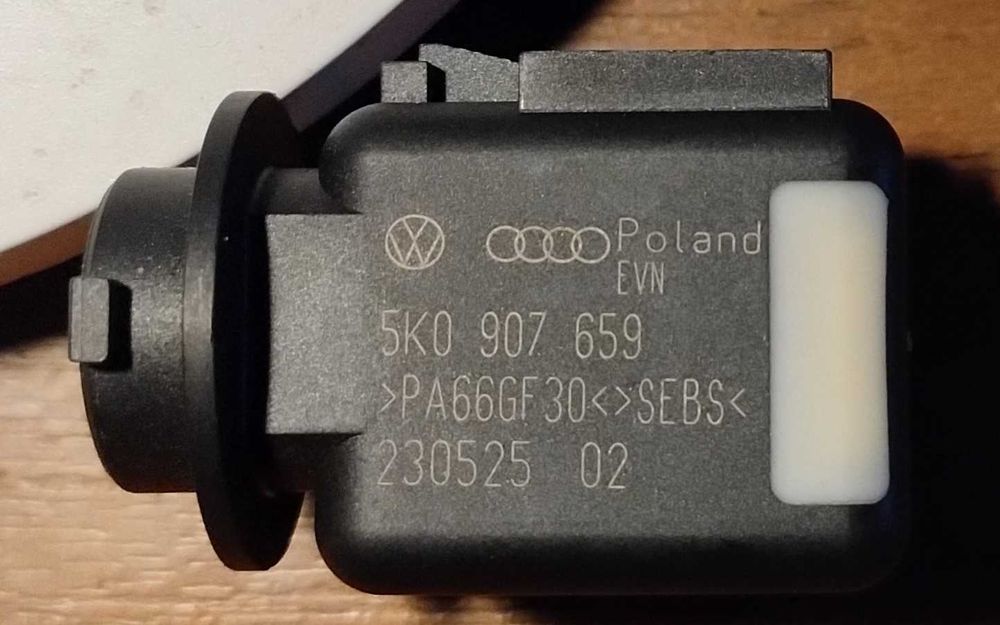 Poland
EVN
5K0 907 659
>PA66GF30<>SEBS<
230525 02